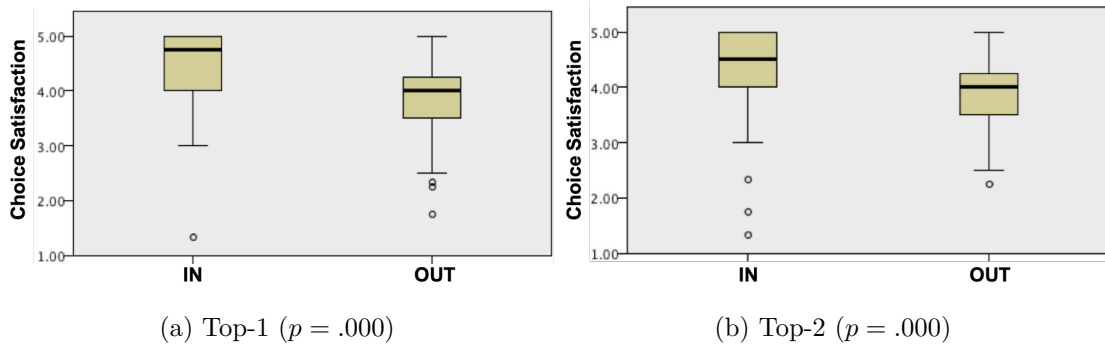 Choice Satisfaction
5.00
4.00
3.00
2.00
1.00
IN OUT
(a) Top-1 (p = .000)
Choice Satisfaction
5.00
4.00
3.00
2.00
1.00
IN OUT
(b) Top-2 (p = .000)